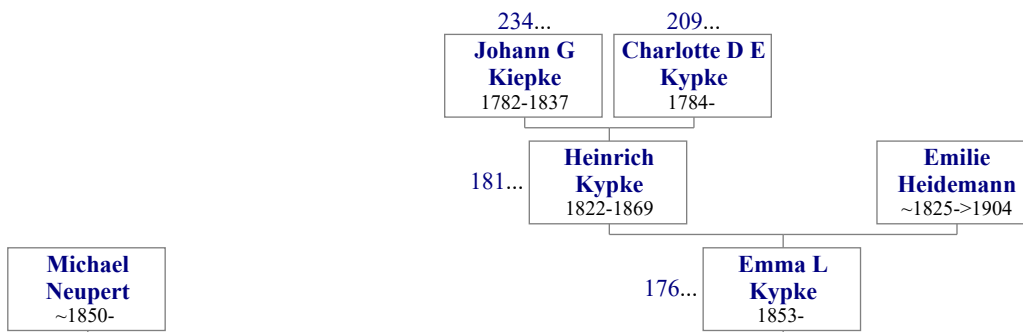 234...
209...
Johann G
Kiepke
1782-1837
Charlotte D E
Kypke
1784-
181...
Heinrich
Kypke
1822-1869
Emilie
Heidemann
~1825->1904
Michael
Neupert
~1850-
176...
Emma L
Kypke
1853-